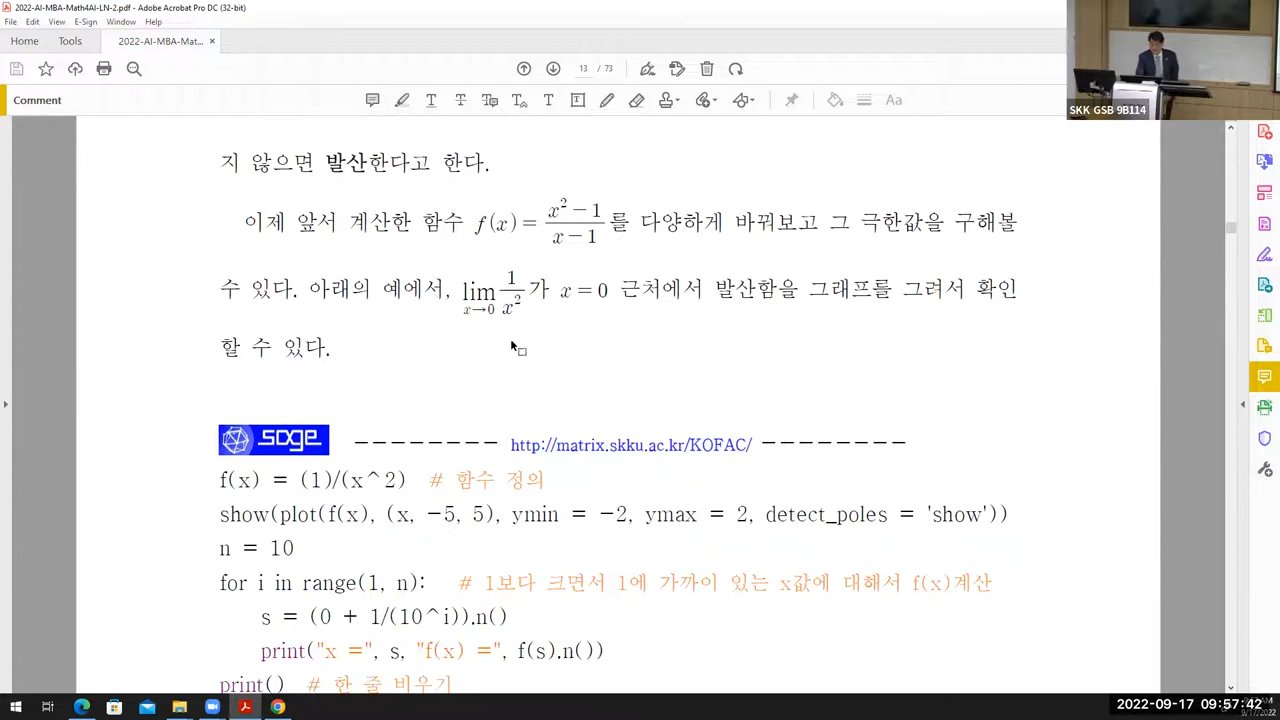 2022-AI-MBA-Math4AI-LN-2.pdf - Adobe Acrobat Pro DC (32-bit)
File Edit View E-Sign Window Help
Home Tools 2022-AI-MBA-Mat... ×
13 / 73
Comment
Aa
SKK GSB 9B114
지 않으면 발산한다고 한다.
이제 앞서 계산한 함수 f(x) = (x² − 1)/(x − 1) 를 다양하게 바꿔보고 그 극한값을 구해볼
수 있다. 아래의 예에서, lim x→0 1/x² 가 x = 0 근처에서 발산함을 그래프를 그려서 확인
할 수 있다.
sage -------- http://matrix.skku.ac.kr/KOFAC/ --------
f(x) = (1)/(x^2) # 함수 정의
show(plot(f(x), (x, −5, 5), ymin = −2, ymax = 2, detect_poles = 'show'))
n = 10
for i in range(1, n): # 1보다 크면서 1에 가까이 있는 x값에 대해서 f(x)계산
s = (0 + 1/(10^i)).n()
print("x =", s, "f(x) =", f(s).n())
print() # 한 줄 비우기
2022-09-17 09:57:42